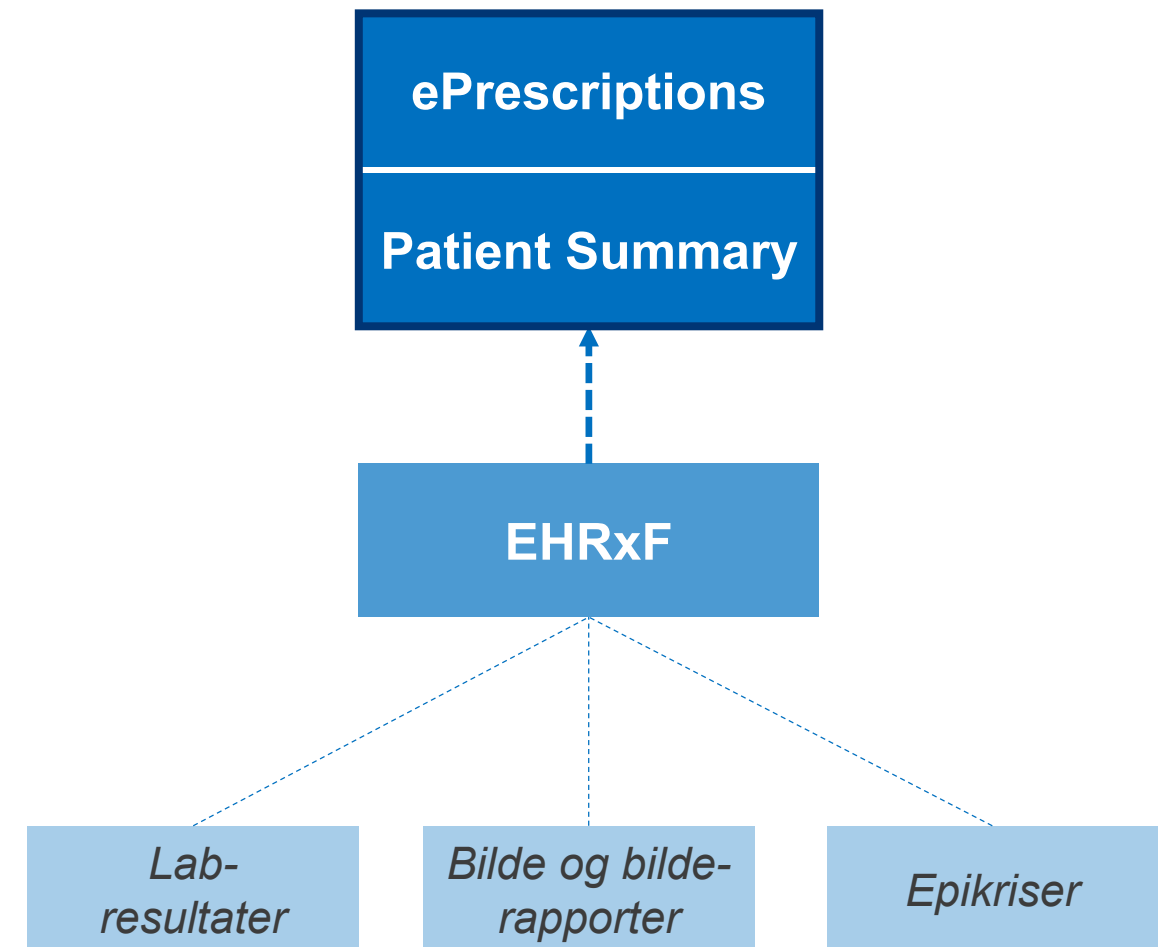 ePrescriptions
Patient Summary
EHRxF
Lab-
resultater
Bilde og bilde-
rapporter
Epikriser